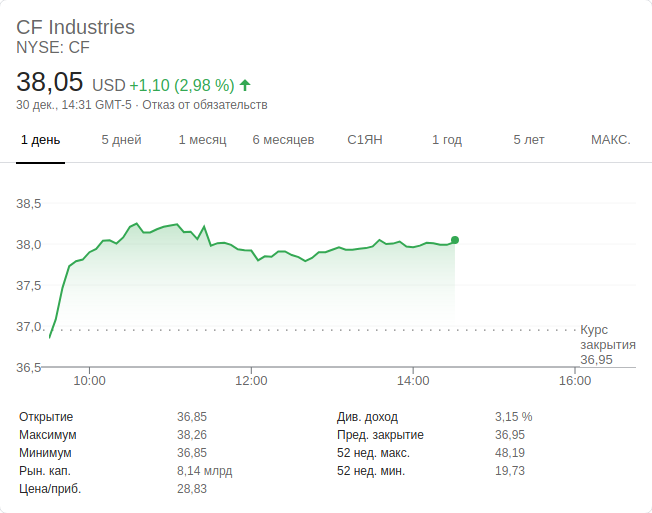 CF Industries
NYSE: CF
38,05 USD +1,10 (2,98 %)
30 дек., 14:31 GMT-5 · Отказ от обязательств
1 день 5 дней 1 месяц 6 месяцев С1ЯН 1 год 5 лет МАКС.
38,5
38,0
37,5
37,0
Курс
закрытия
36,95
36,5
10:00 12:00 14:00 16:00
Открытие 36,85 Див. доход 3,15 %
Максимум 38,26 Пред. закрытие 36,95
Минимум 36,85 52 нед. макс. 48,19
Рын. кап. 8,14 млрд 52 нед. мин. 19,73
Цена/приб. 28,83